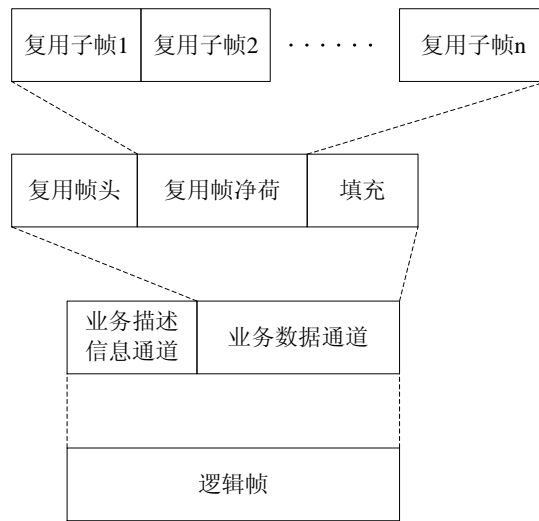 复用子帧1 复用子帧2 ······ 复用子帧n
复用帧头 复用帧净荷 填充
业务描述
信息通道
业务数据通道
逻辑帧